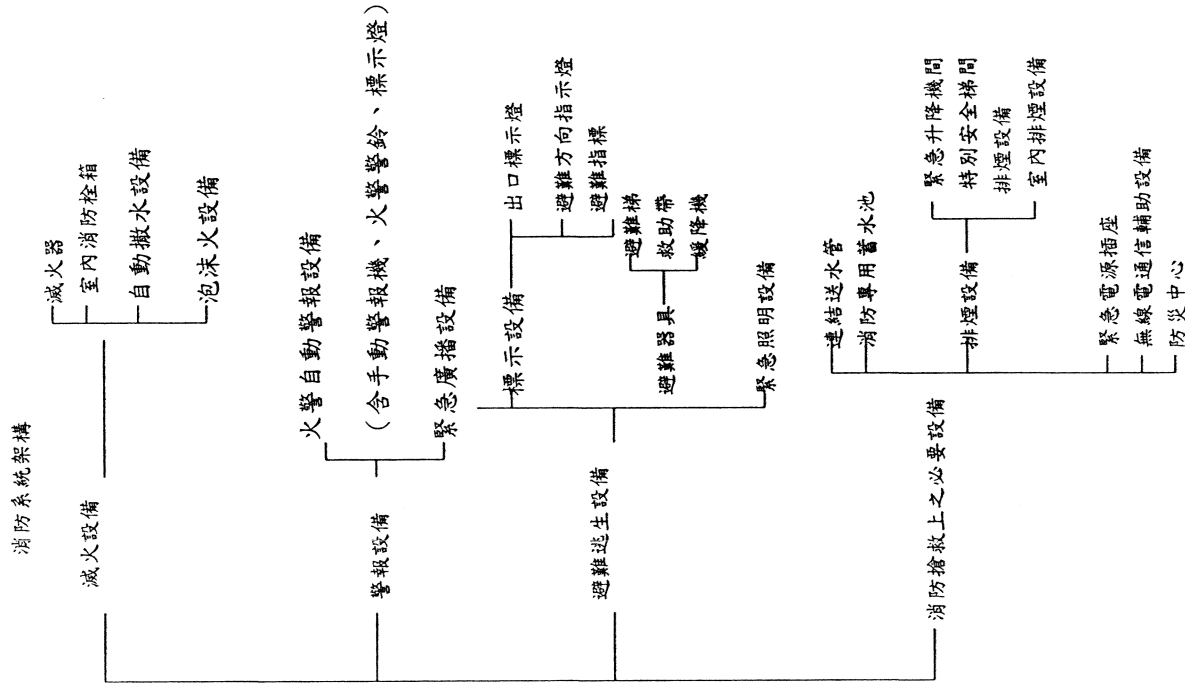 消防系統架構
滅火設備
滅火器
室內消防栓箱
自動撒水設備
泡沫火設備
警報設備
火警自動警報設備
(含手動警報機、火警警鈴、標示燈)
緊急廣播設備
避難逃生設備
標示設備
出口標示燈
避難方向指示燈
避難指標
避難器具
避難梯
救助帶
緩降機
緊急照明設備
消防搶救上之必要設備
連結送水管
消防專用蓄水池
排煙設備
緊急升降機間
特別安全梯間
排煙設備
室內排煙設備
緊急電源插座
無線電通信輔助設備
防災中心